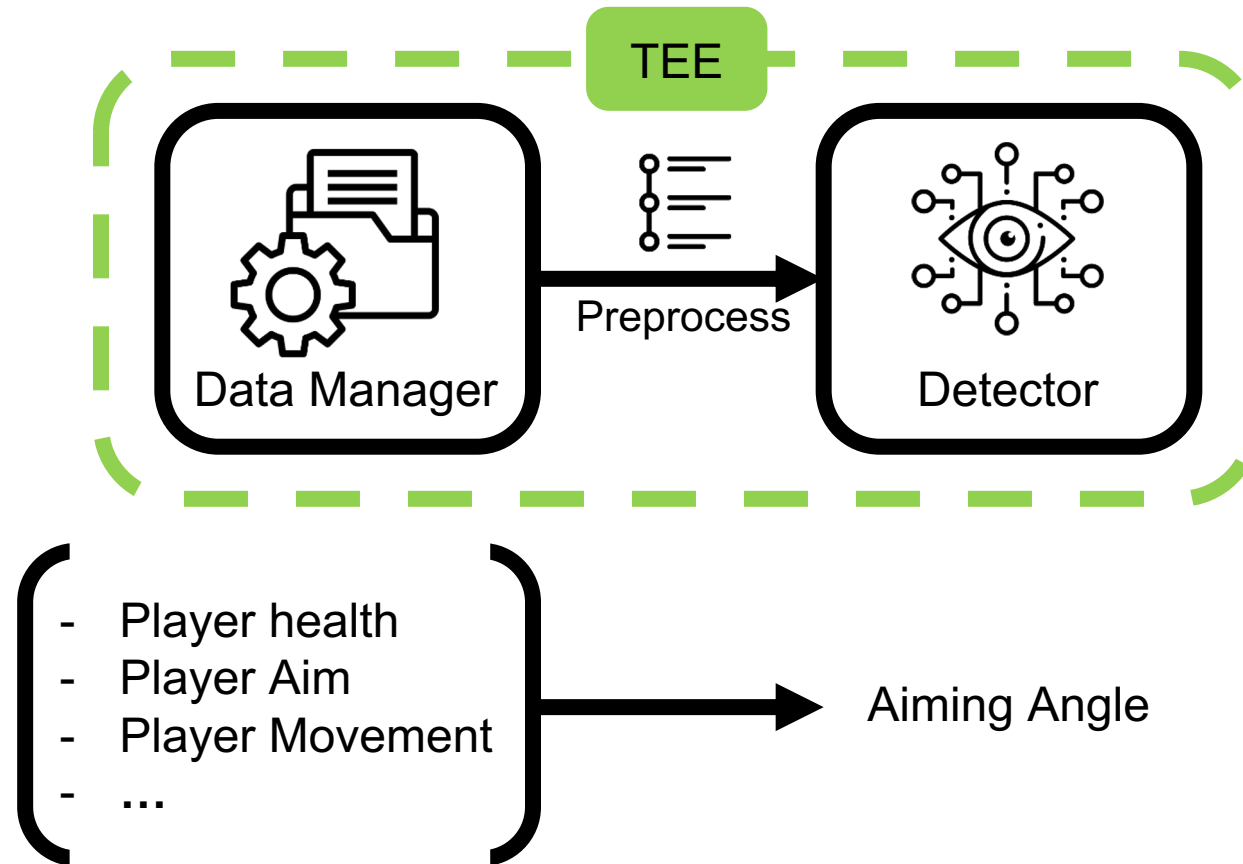 TEE
Preprocess
Data Manager
Detector
- Player health
- Player Aim
- Player Movement
- ...
Aiming Angle